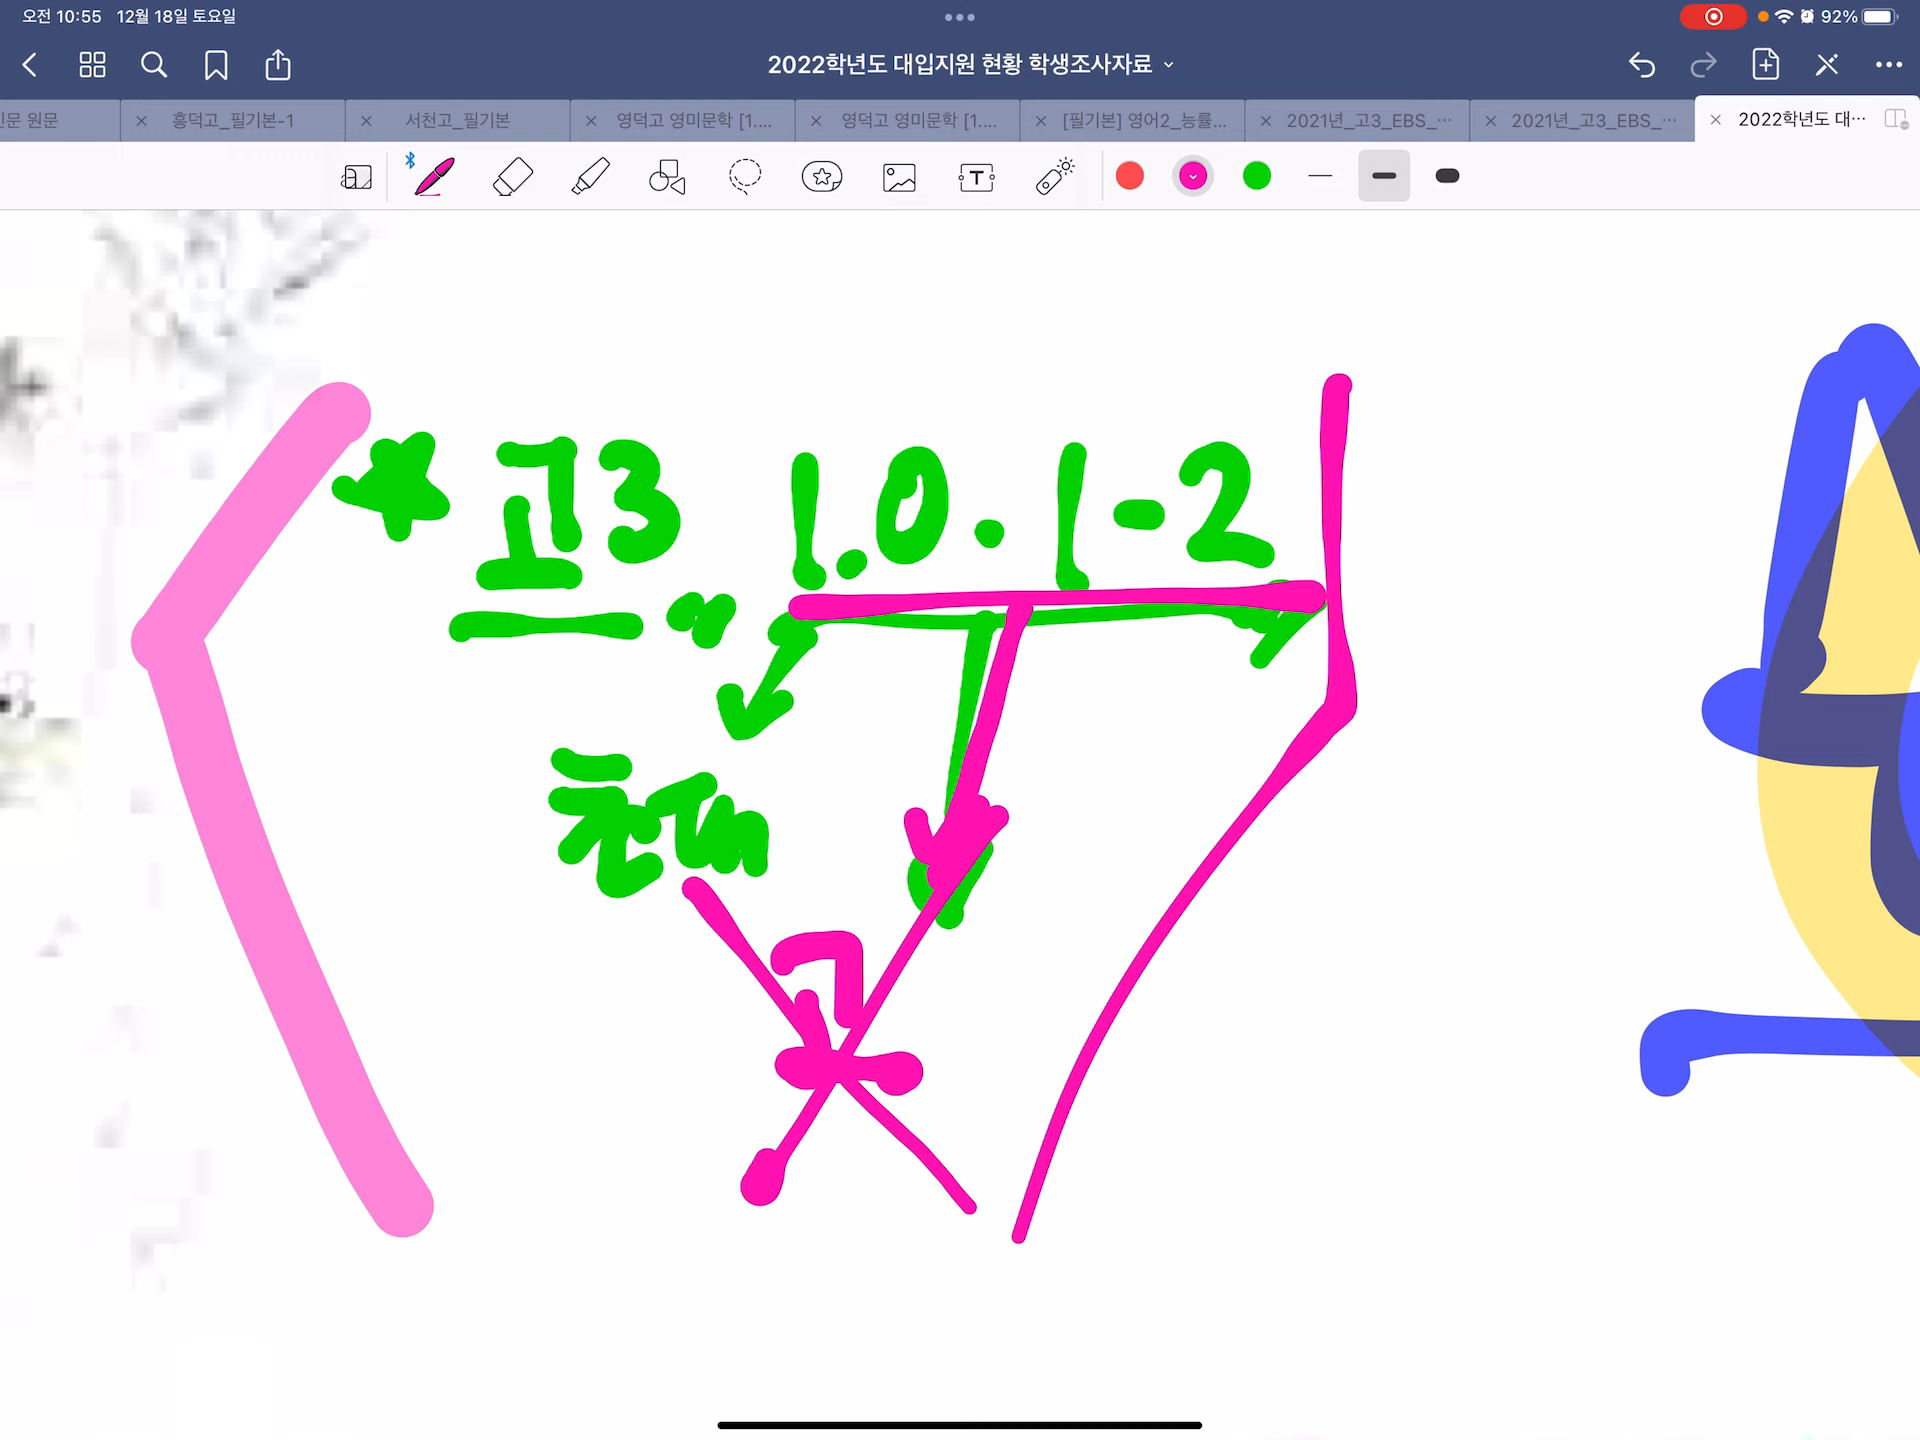 오전 10:55 12월 18일 토요일
92%
2022학년도 대입지원 현황 학생조사자료
원문
흥덕고_필기본-1
서천고_필기본
영덕고 영미문학 [1....
영덕고 영미문학 [1....
[필기본] 영어2_능률...
2021년_고3_EBS_...
2021년_고3_EBS_...
2022학년도 대...
T
★ 고3 1.0.1-2
고